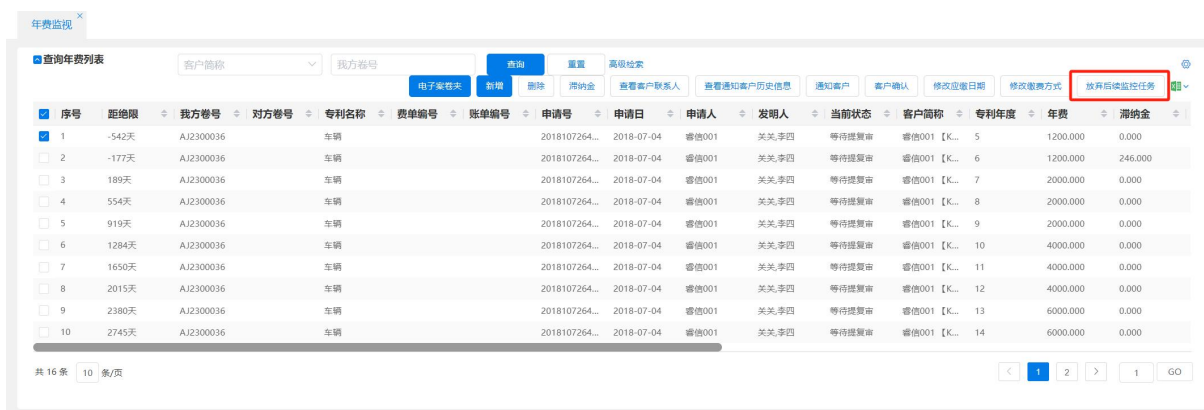 年费监视
查询年费列表 客户简称 我方卷号 查询 重置 高级检索
电子案卷夹 新增 删除 滞纳金 查看客户联系人 查看通知客户历史信息 通知客户 客户确认 修改应缴日期 修改缴费方式 放弃后续监控任务
序号 距绝限 我方卷号 对方卷号 专利名称 费单编号 账单编号 申请号 申请日 申请人 发明人 当前状态 客户简称 专利年度 年费 滞纳金
1 -542天 AJ2300036 车辆 2018107264... 2018-07-04 睿信001 关关,李四 等待提复审 睿信001【K... 5 1200.000 0.000
2 -177天 AJ2300036 车辆 2018107264... 2018-07-04 睿信001 关关,李四 等待提复审 睿信001【K... 6 1200.000 246.000
3 189天 AJ2300036 车辆 2018107264... 2018-07-04 睿信001 关关,李四 等待提复审 睿信001【K... 7 2000.000 0.000
4 554天 AJ2300036 车辆 2018107264... 2018-07-04 睿信001 关关,李四 等待提复审 睿信001【K... 8 2000.000 0.000
5 919天 AJ2300036 车辆 2018107264... 2018-07-04 睿信001 关关,李四 等待提复审 睿信001【K... 9 2000.000 0.000
6 1284天 AJ2300036 车辆 2018107264... 2018-07-04 睿信001 关关,李四 等待提复审 睿信001【K... 10 4000.000 0.000
7 1650天 AJ2300036 车辆 2018107264... 2018-07-04 睿信001 关关,李四 等待提复审 睿信001【K... 11 4000.000 0.000
8 2015天 AJ2300036 车辆 2018107264... 2018-07-04 睿信001 关关,李四 等待提复审 睿信001【K... 12 4000.000 0.000
9 2380天 AJ2300036 车辆 2018107264... 2018-07-04 睿信001 关关,李四 等待提复审 睿信001【K... 13 6000.000 0.000
10 2745天 AJ2300036 车辆 2018107264... 2018-07-04 睿信001 关关,李四 等待提复审 睿信001【K... 14 6000.000 0.000
共 16 条 10 条/页 1 2 1 GO